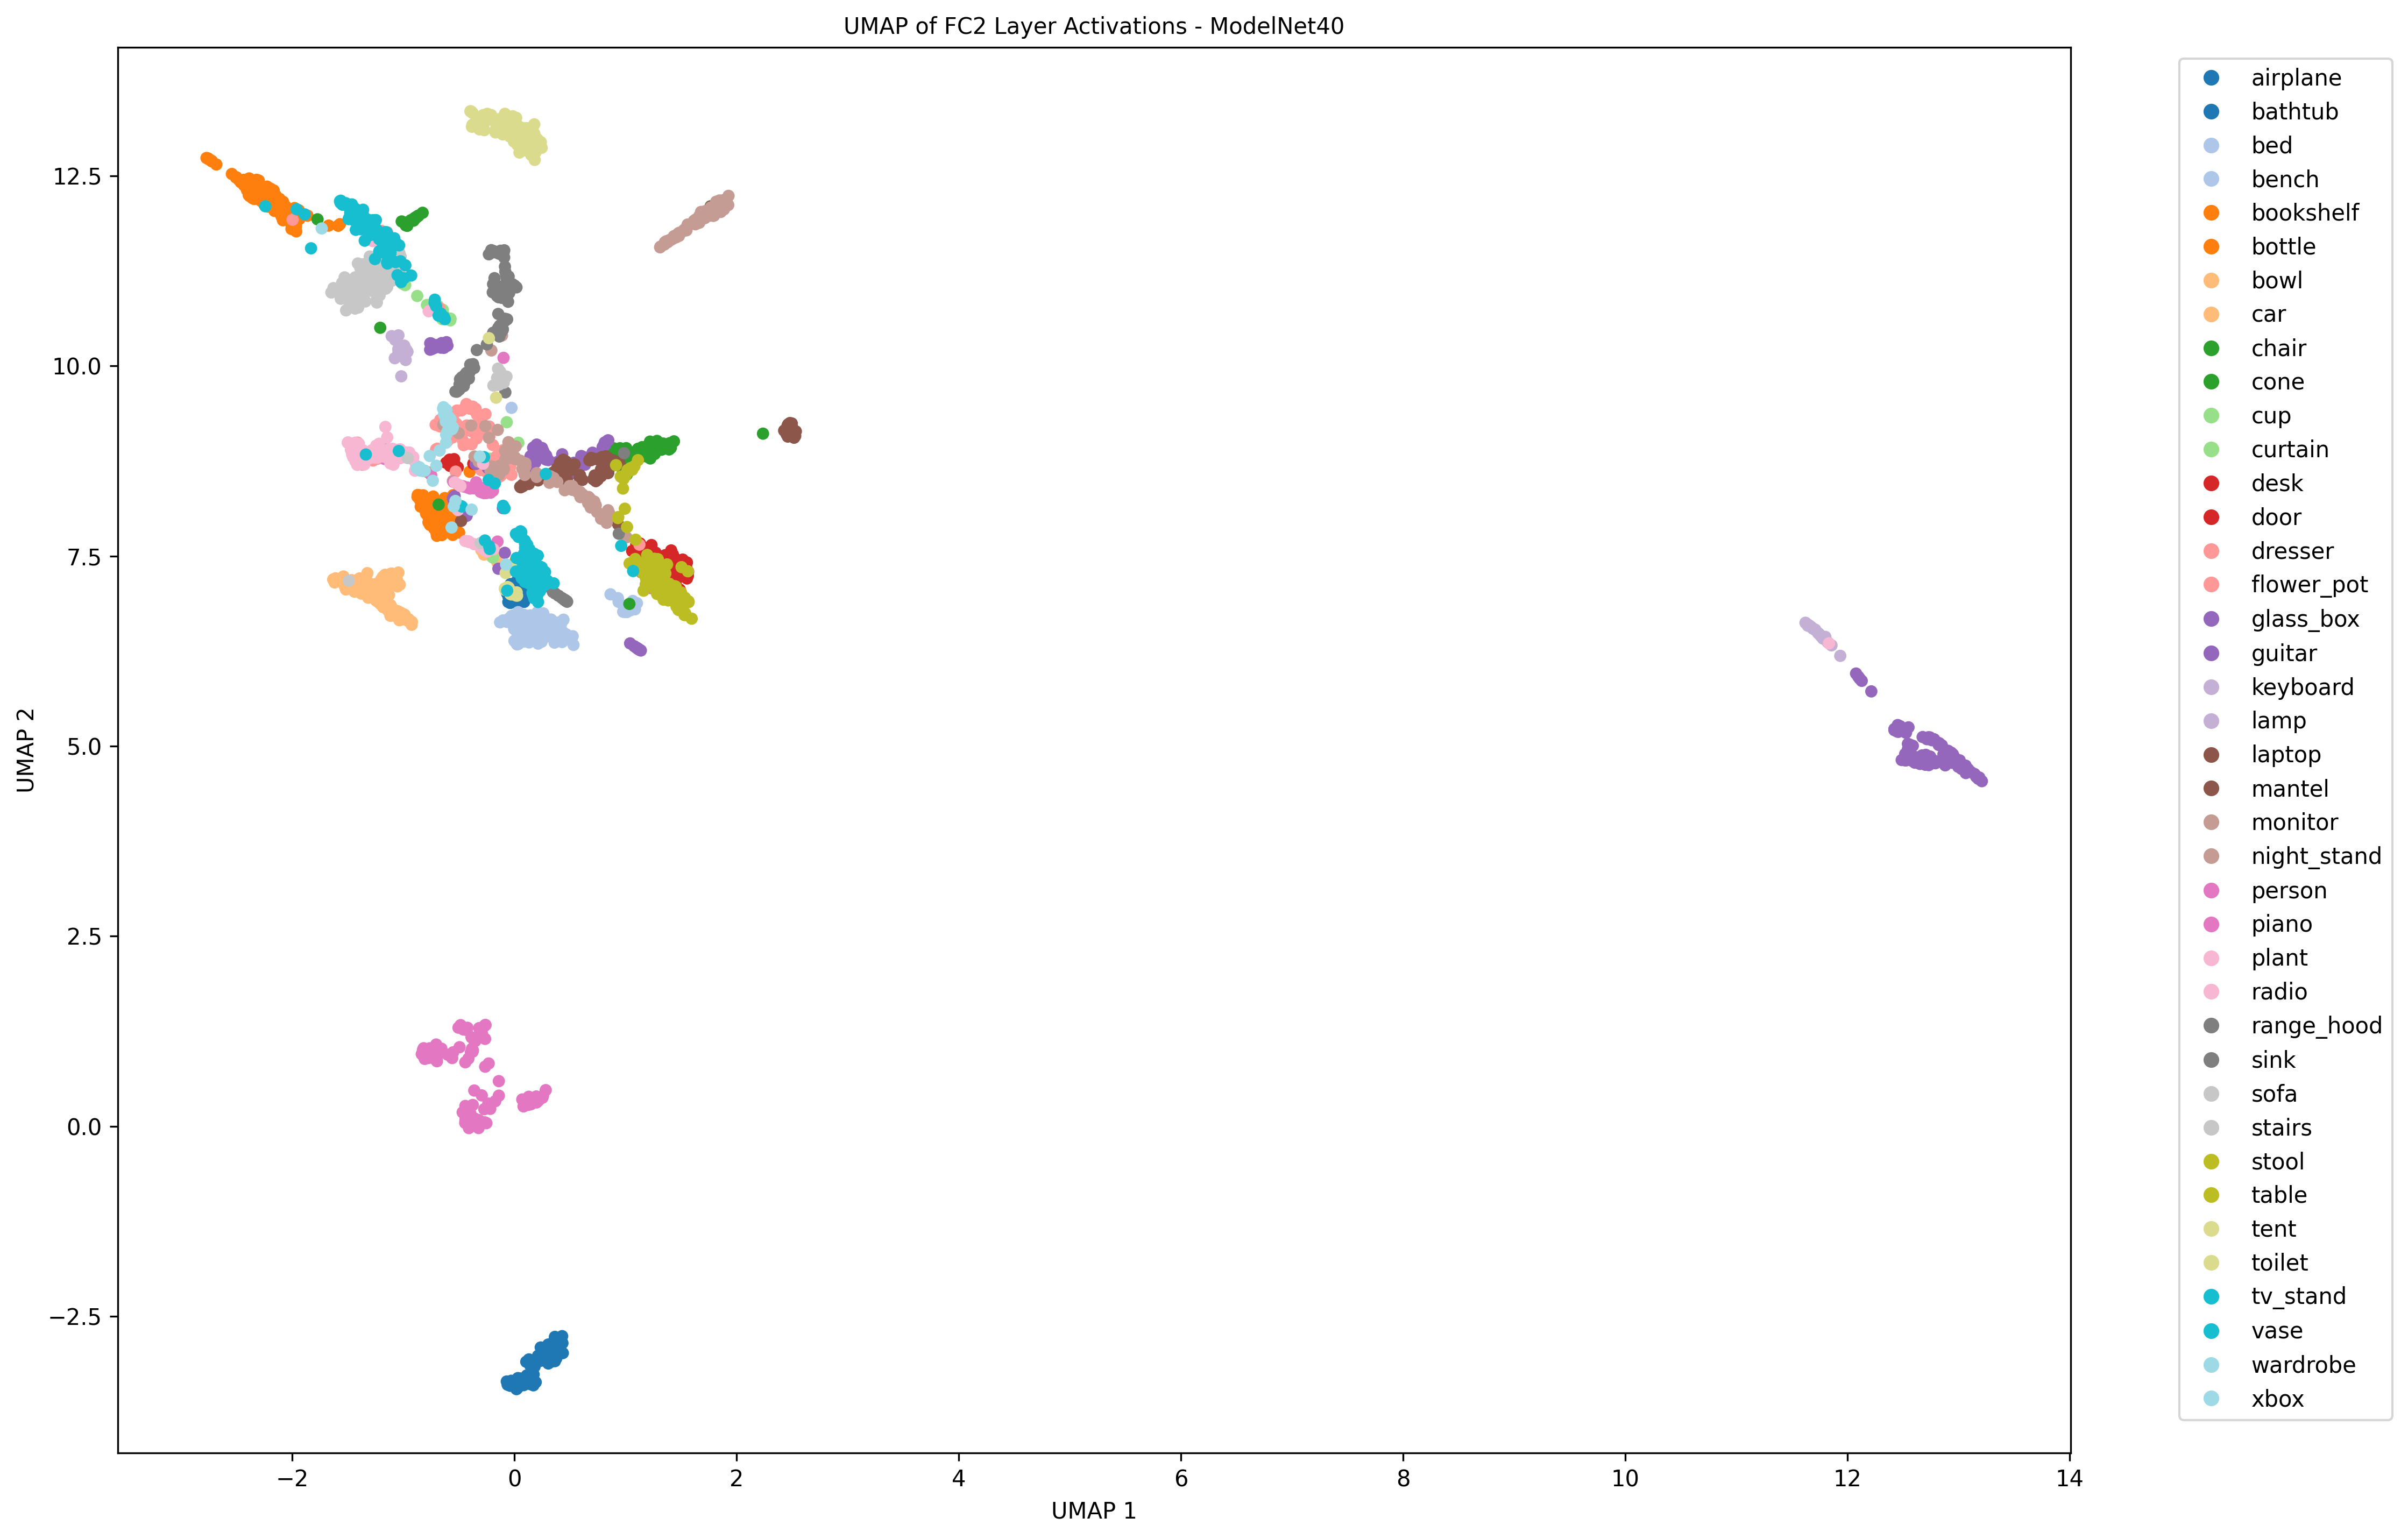 UMAP of FC2 Layer Activations - ModelNet40
12.5
10.0
7.5
5.0
2.5
0.0
−2.5
UMAP 2
−2
0
2
4
6
8
10
12
14
UMAP 1
airplane
bathtub
bed
bench
bookshelf
bottle
bowl
car
chair
cone
cup
curtain
desk
door
dresser
flower_pot
glass_box
guitar
keyboard
lamp
laptop
mantel
monitor
night_stand
person
piano
plant
radio
range_hood
sink
sofa
stairs
stool
table
tent
toilet
tv_stand
vase
wardrobe
xbox